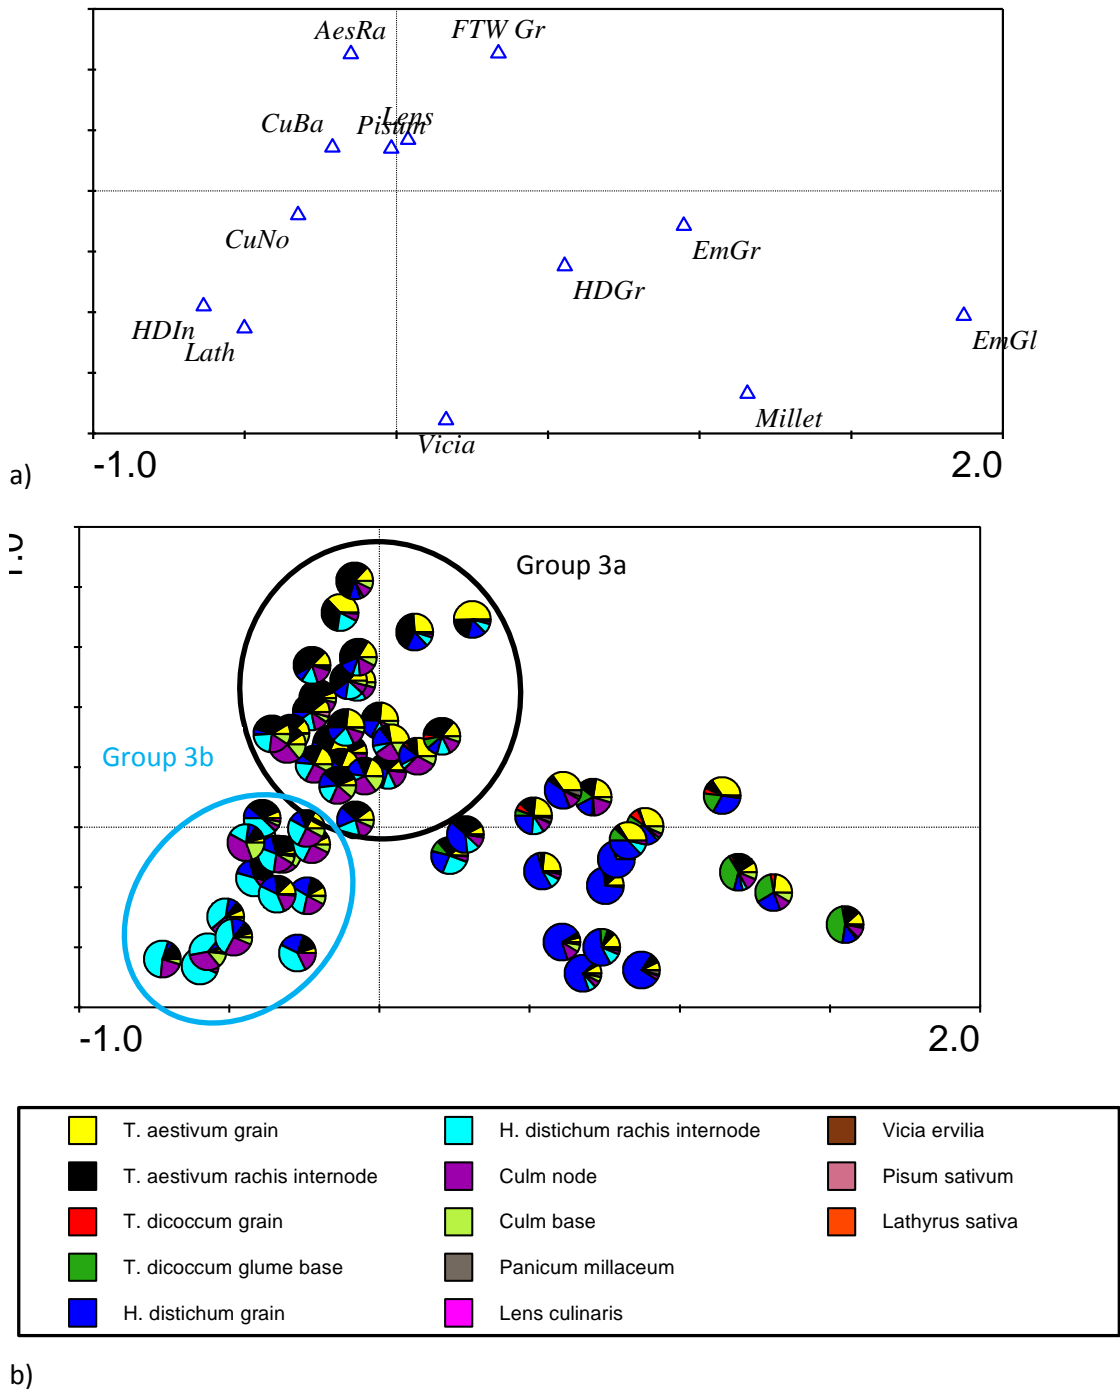 AesRa
FTW Gr
CuBa
Lens
Pisum
CuNo
EmGr
HDGr
HDIn
Lath
EmGl
Millet
Vicia
-1.0
2.0
a)
1.0
Group 3a
Group 3b
-1.0
2.0
T. aestivum grain
T. aestivum rachis internode
T. dicoccum grain
T. dicoccum glume base
H. distichum grain
H. distichum rachis internode
Culm node
Culm base
Panicum millaceum
Lens culinaris
Vicia ervilia
Pisum sativum
Lathyrus sativa
b)